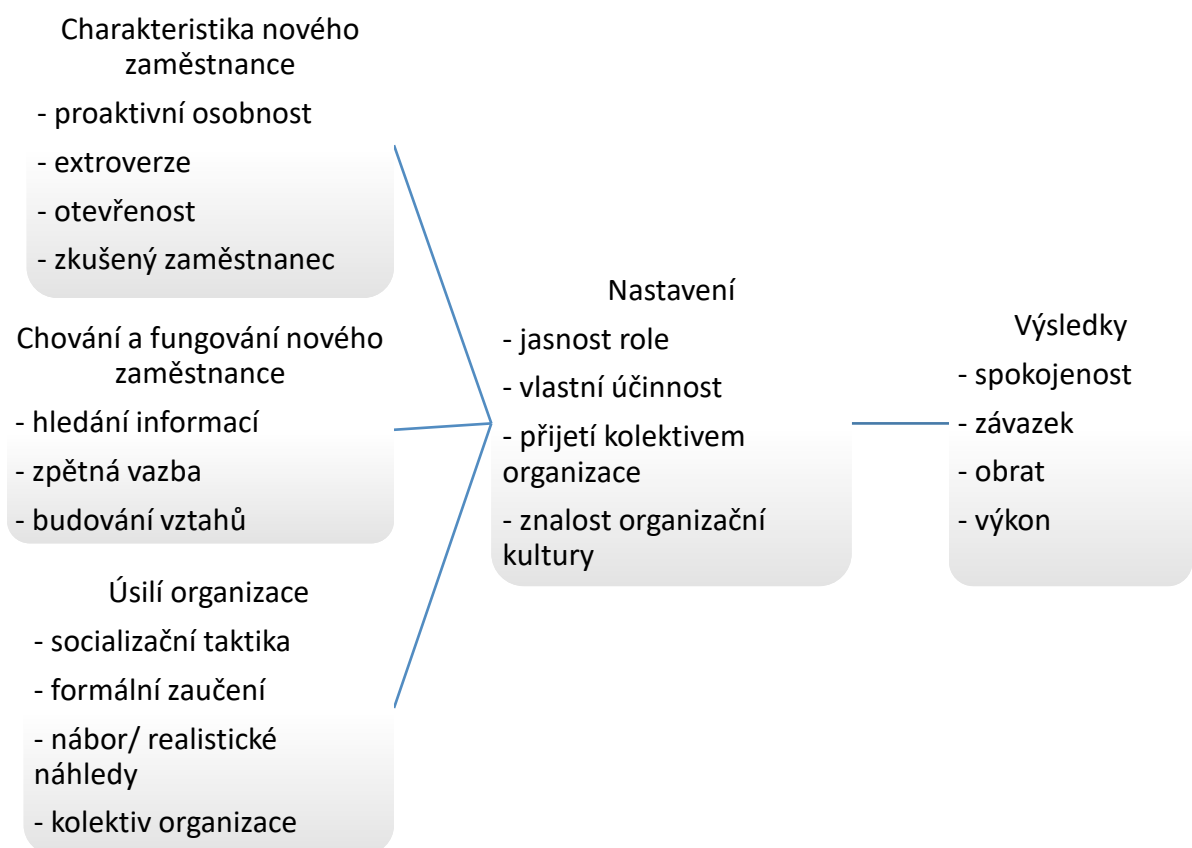 Charakteristika nového
zaměstnance
- proaktivní osobnost
- extroverze
- otevřenost
- zkušený zaměstnanec
Chování a fungování nového
zaměstnance
- hledání informací
- zpětná vazba
- budování vztahů
Úsilí organizace
- socializační taktika
- formální zaučení
- nábor/ realistické
náhledy
- kolektiv organizace
Nastavení
- jasnost role
- vlastní účinnost
- přijetí kolektivem
organizace
- znalost organizační
kultury
Výsledky
- spokojenost
- závazek
- obrat
- výkon